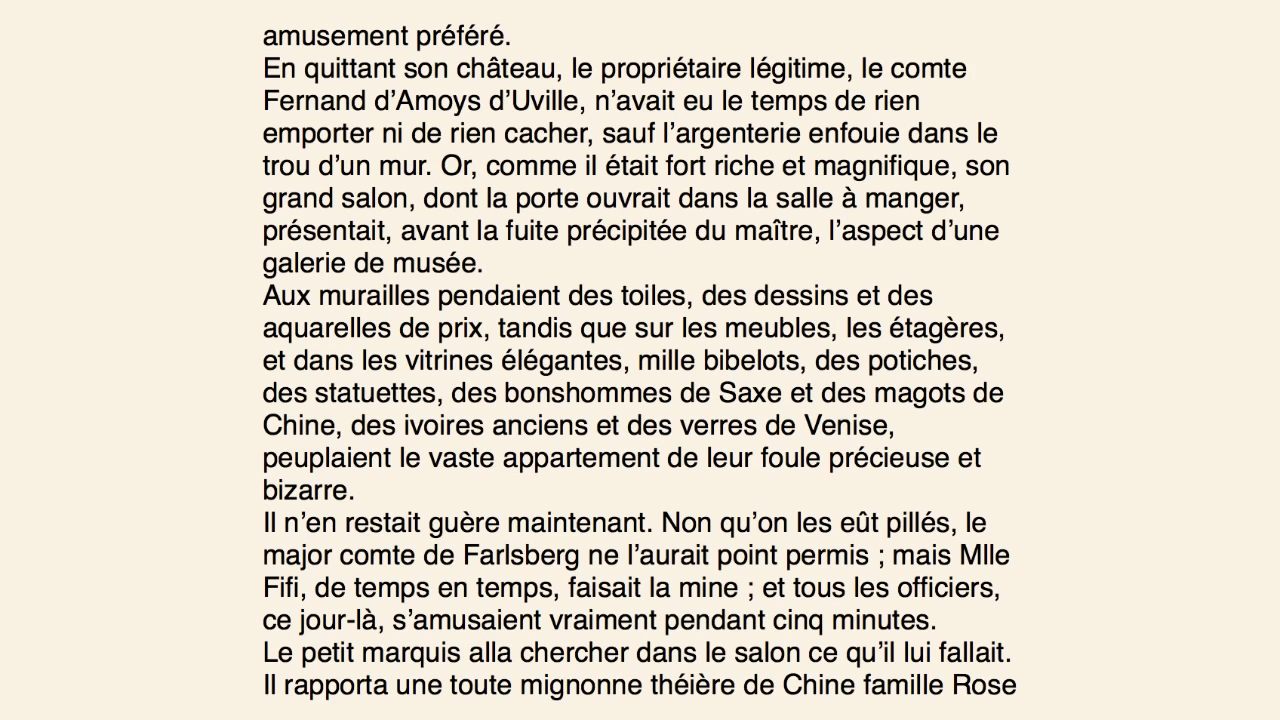 amusement préféré.
En quittant son château, le propriétaire légitime, le comte
Fernand d’Amoys d’Uville, n’avait eu le temps de rien
emporter ni de rien cacher, sauf l’argenterie enfouie dans le
trou d’un mur. Or, comme il était fort riche et magnifique, son
grand salon, dont la porte ouvrait dans la salle à manger,
présentait, avant la fuite précipitée du maître, l’aspect d’une
galerie de musée.
Aux murailles pendaient des toiles, des dessins et des
aquarelles de prix, tandis que sur les meubles, les étagères,
et dans les vitrines élégantes, mille bibelots, des potiches,
des statuettes, des bonshommes de Saxe et des magots de
Chine, des ivoires anciens et des verres de Venise,
peuplaient le vaste appartement de leur foule précieuse et
bizarre.
Il n’en restait guère maintenant. Non qu’on les eût pillés, le
major comte de Farlsberg ne l’aurait point permis ; mais Mlle
Fifi, de temps en temps, faisait la mine ; et tous les officiers,
ce jour-là, s’amusaient vraiment pendant cinq minutes.
Le petit marquis alla chercher dans le salon ce qu’il lui fallait.
Il rapporta une toute mignonne théière de Chine famille Rose